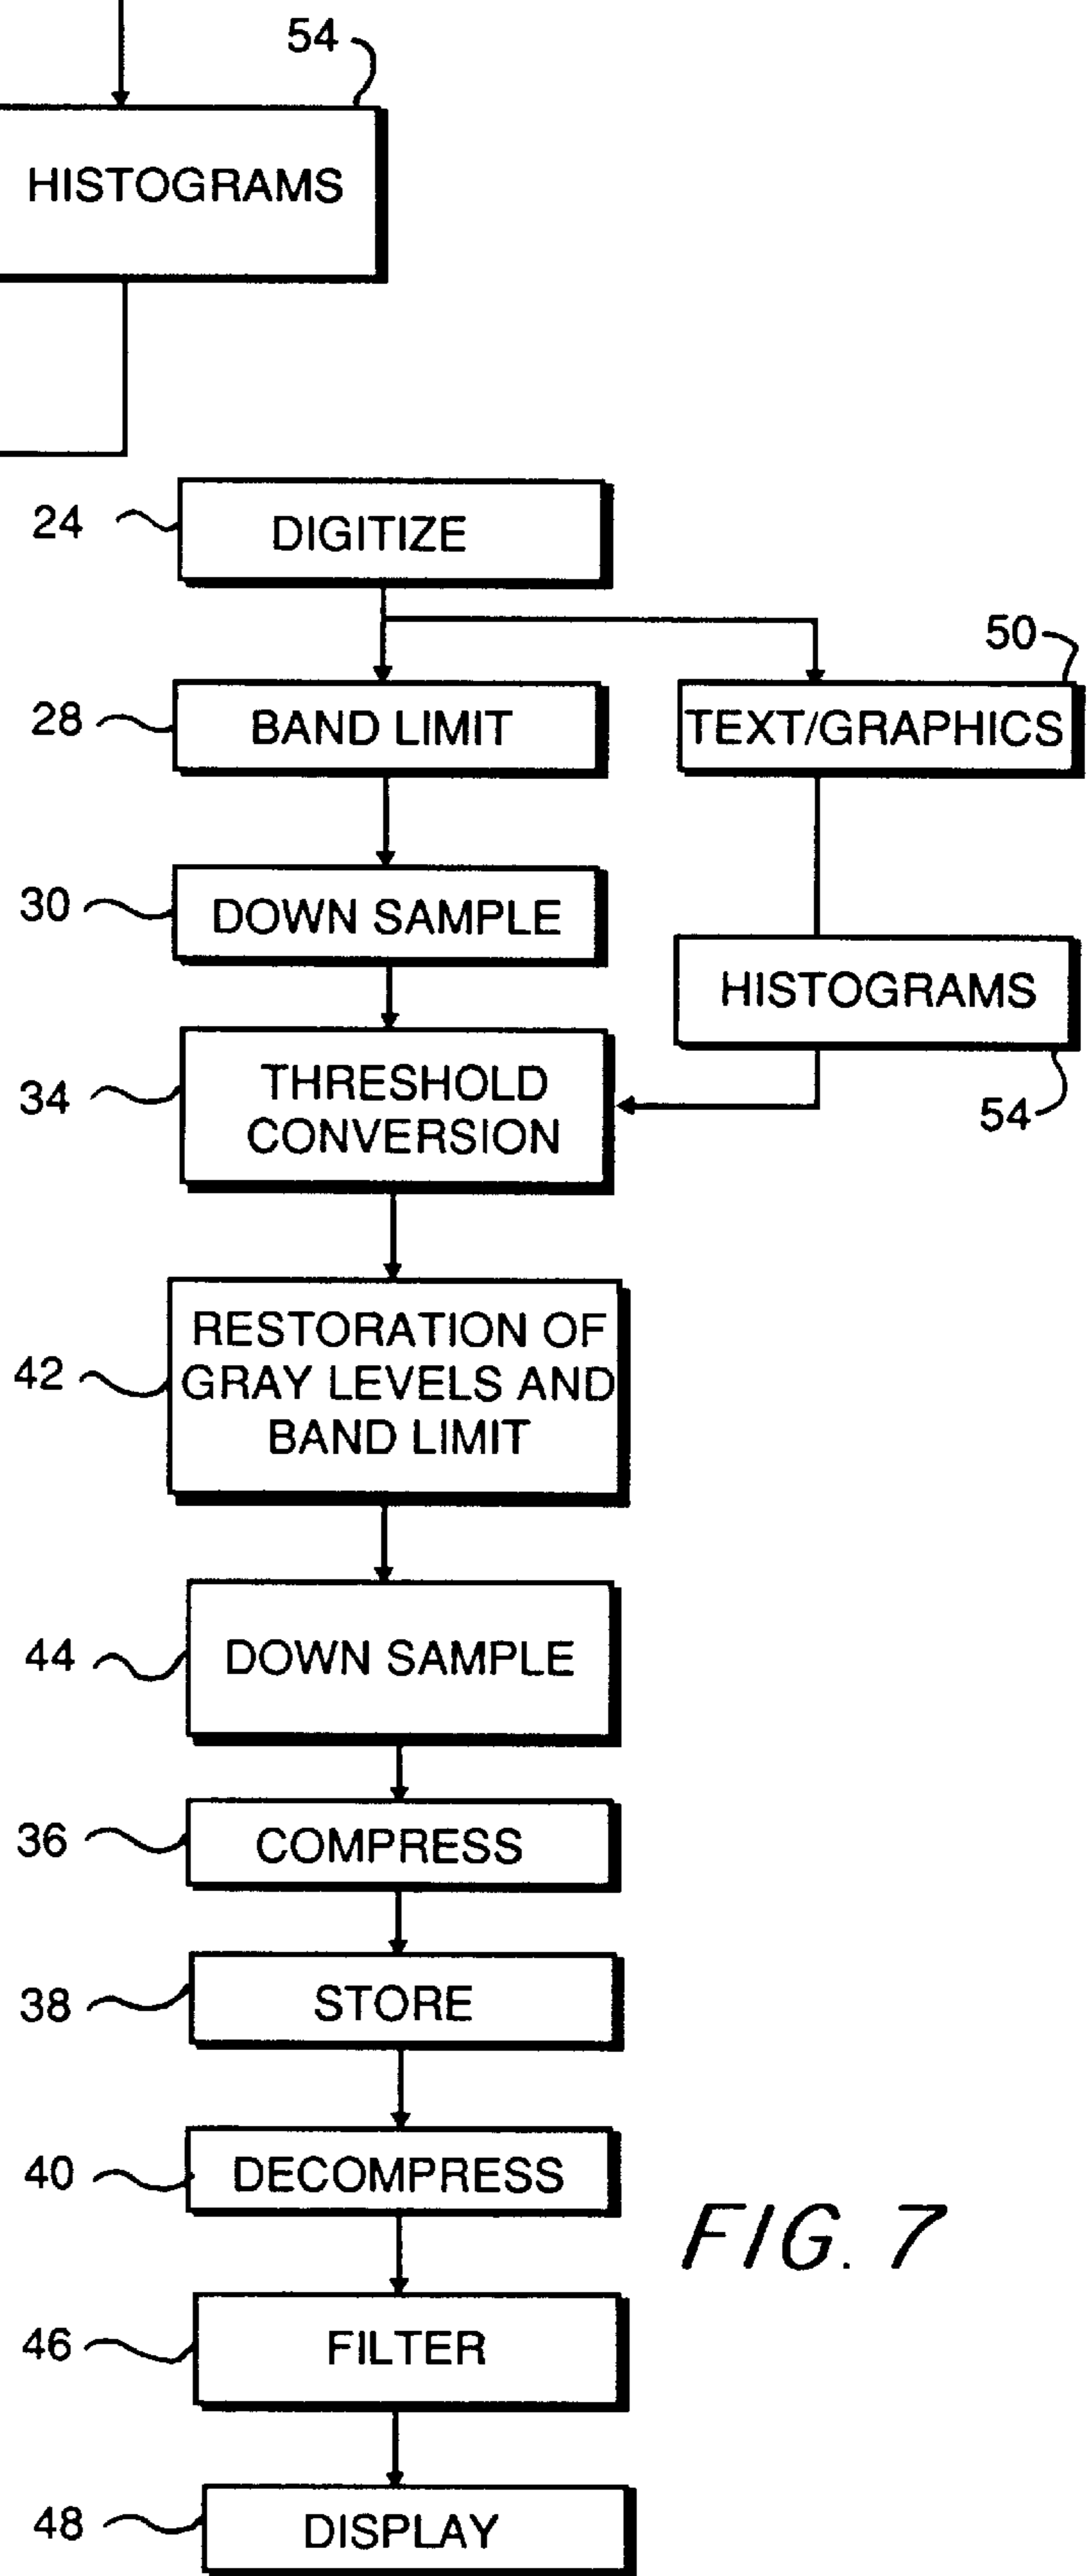 54
HISTOGRAMS
24
DIGITIZE
50
28
BAND LIMIT
TEXT/GRAPHICS
30
DOWN SAMPLE
HISTOGRAMS
34
THRESHOLD
CONVERSION
54
42
RESTORATION OF
GRAY LEVELS AND
BAND LIMIT
44
DOWN SAMPLE
36
COMPRESS
38
STORE
40
DECOMPRESS
FIG. 7
46
FILTER
48
DISPLAY